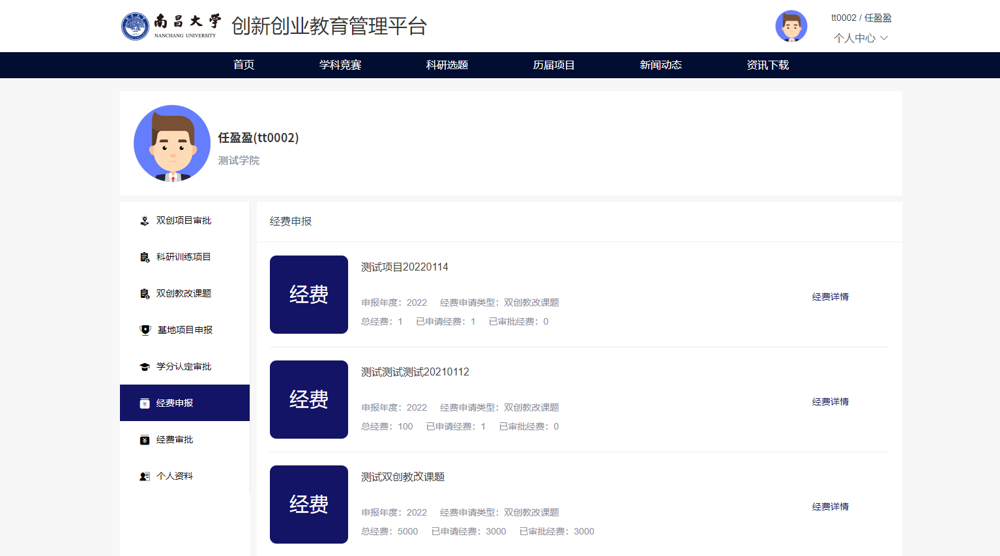 南昌大学
NANCHANG UNIVERSITY
创新创业教育管理平台
tt0002 / 任盈盈
个人中心
首页 学科竞赛 科研选题 历届项目 新闻动态 资讯下载
任盈盈(tt0002)
测试学院
双创项目审批
科研训练项目
双创教改课题
基地项目申报
学分认定审批
经费申报
经费审批
个人资料
经费申报
经费
测试项目20220114
申报年度：2022 经费申请类型：双创教改课题
总经费：1 已申请经费：1 已审批经费：0
经费详情
经费
测试测试测试20210112
申报年度：2022 经费申请类型：双创教改课题
总经费：100 已申请经费：1 已审批经费：0
经费详情
经费
测试双创教改课题
申报年度：2022 经费申请类型：双创教改课题
总经费：5000 已申请经费：3000 已审批经费：3000
经费详情